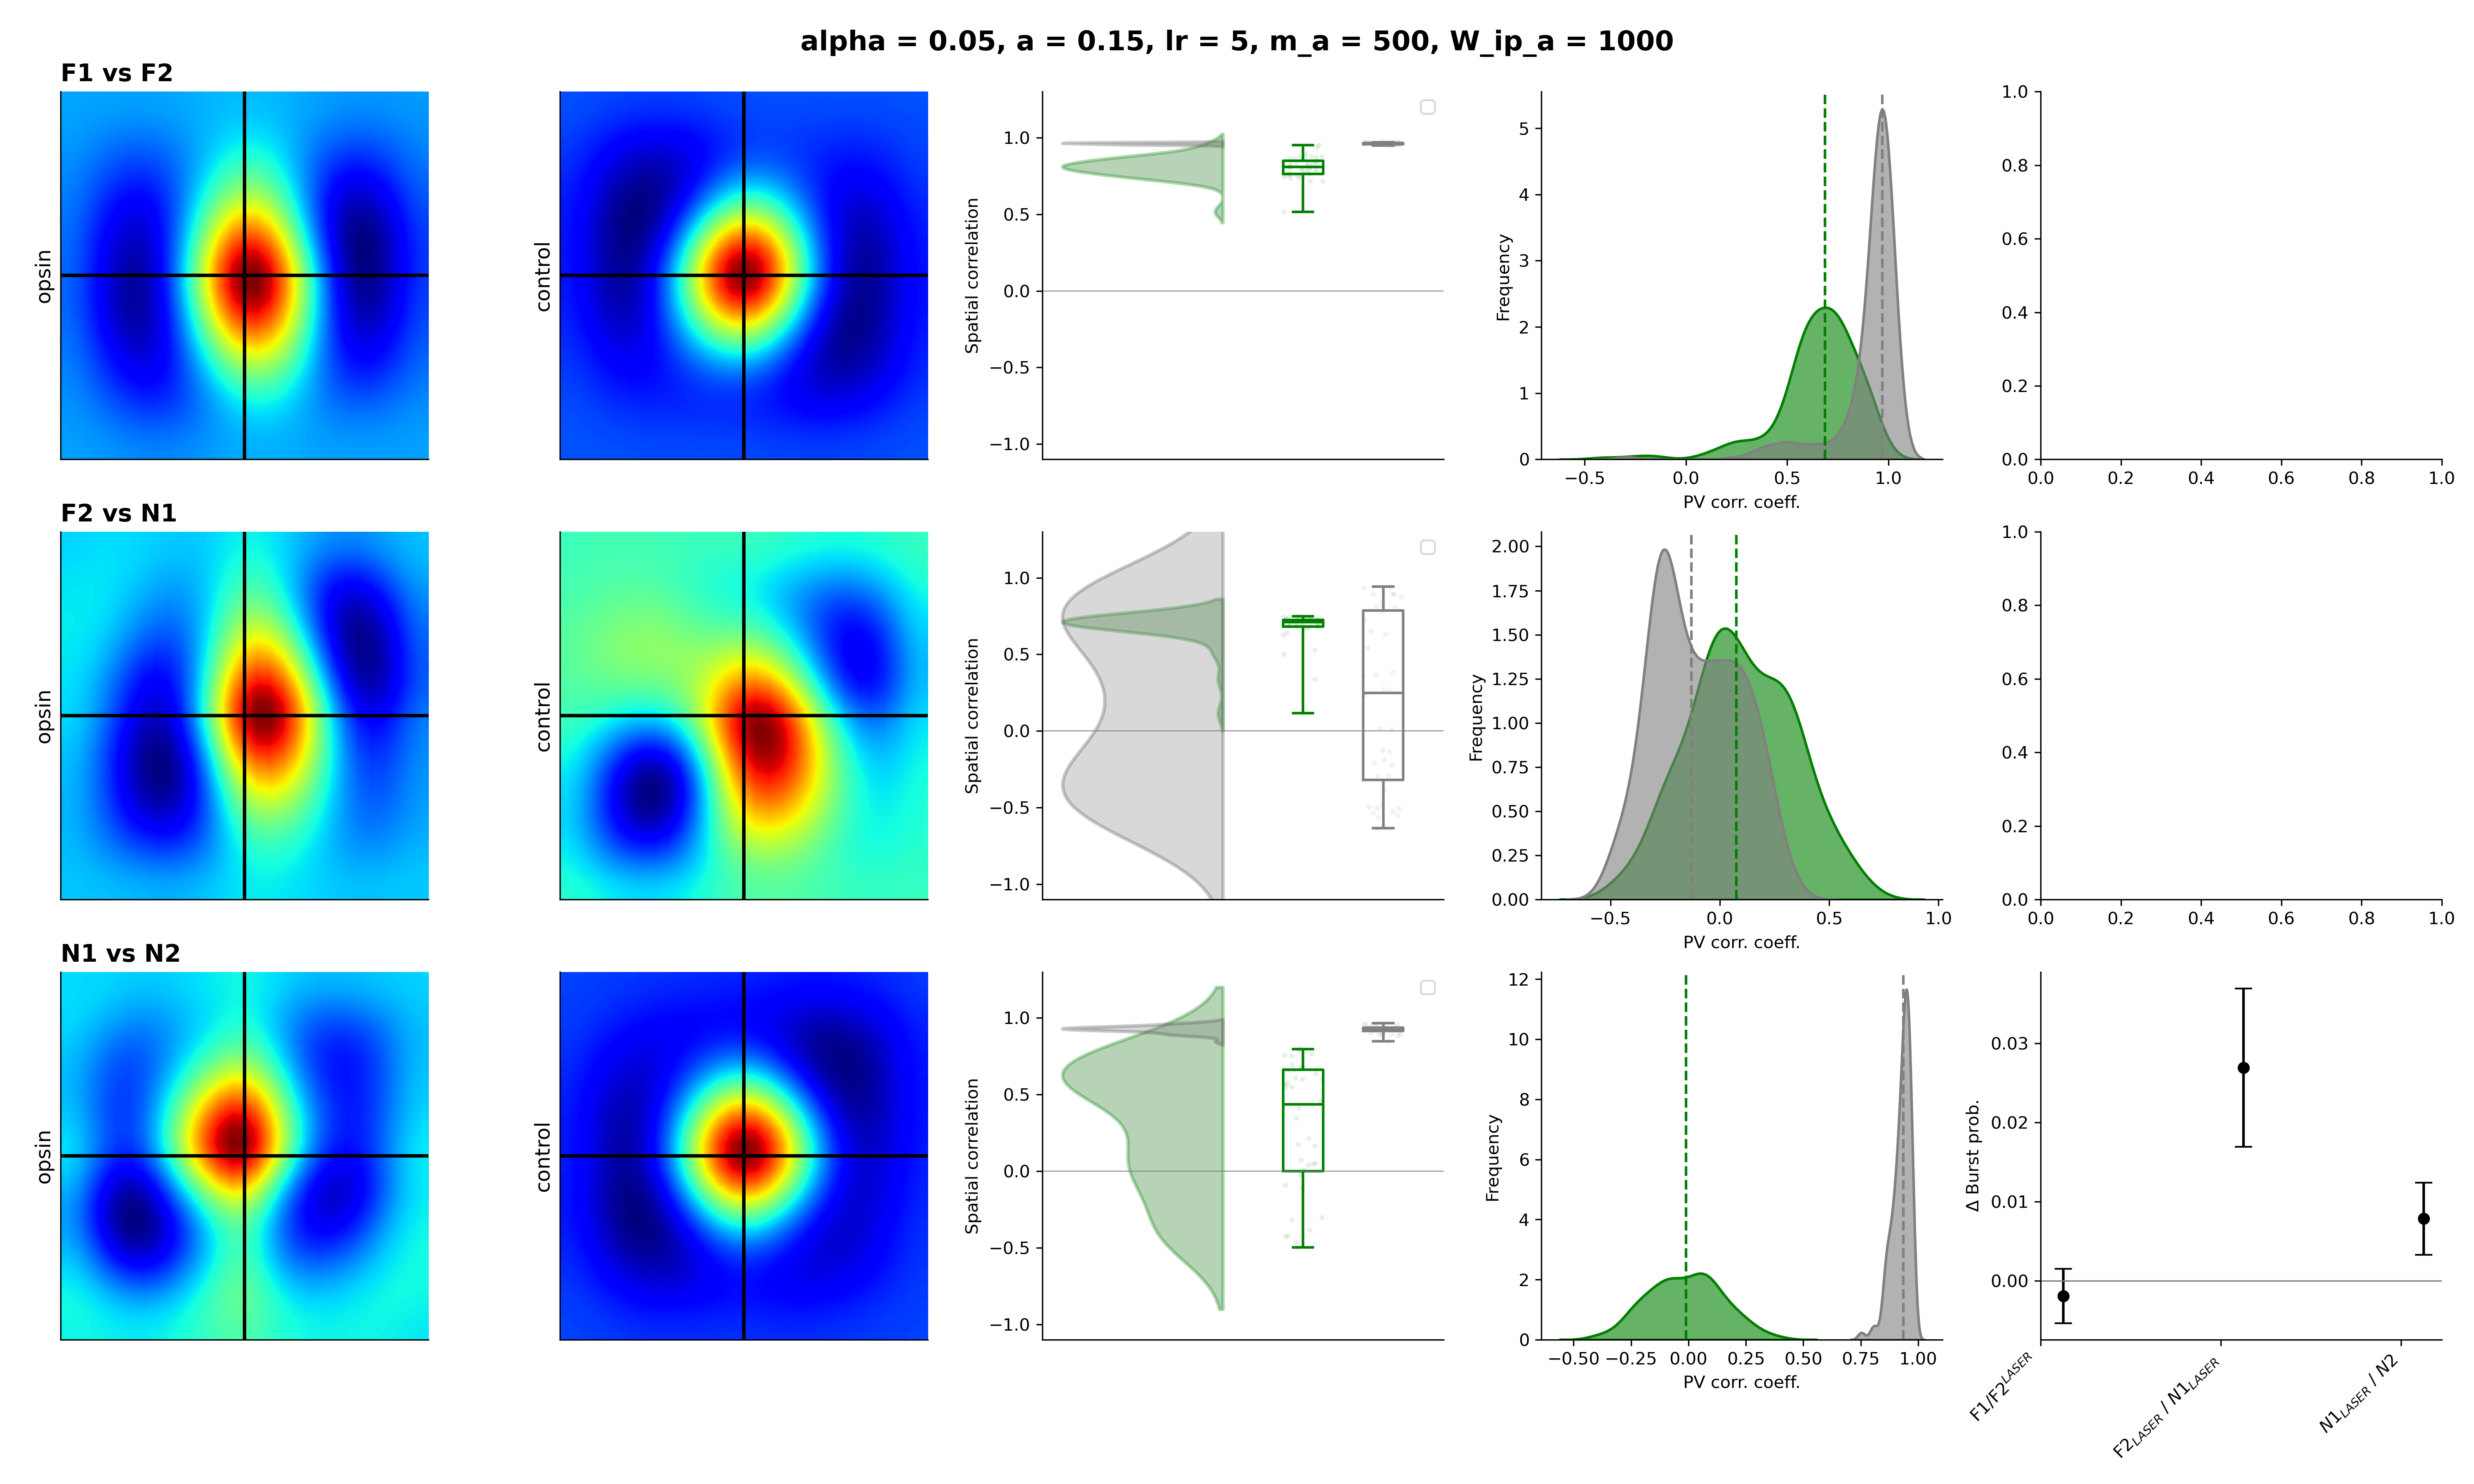 alpha = 0.05, a = 0.15, lr = 5, m_a = 500, W_ip_a = 1000
F1 vs F2
opsin
control
Spatial correlation
1.0
0.5
0.0
−0.5
−1.0
Frequency
5
4
3
2
1
0
−0.5 0.0 0.5 1.0
PV corr. coeff.
1.0
0.8
0.6
0.4
0.2
0.0
0.0 0.2 0.4 0.6 0.8 1.0
F2 vs N1
opsin
control
Spatial correlation
1.0
0.5
0.0
−0.5
−1.0
Frequency
2.00
1.75
1.50
1.25
1.00
0.75
0.50
0.25
0.00
−0.5 0.0 0.5 1.0
PV corr. coeff.
1.0
0.8
0.6
0.4
0.2
0.0
0.0 0.2 0.4 0.6 0.8 1.0
N1 vs N2
opsin
control
Spatial correlation
1.0
0.5
0.0
−0.5
−1.0
Frequency
12
10
8
6
4
2
0
−0.50 −0.25 0.00 0.25 0.50 0.75 1.00
PV corr. coeff.
Δ Burst prob.
0.03
0.02
0.01
0.00
F1/F2^LASER
F2_LASER / N1_LASER
N1_LASER / N2